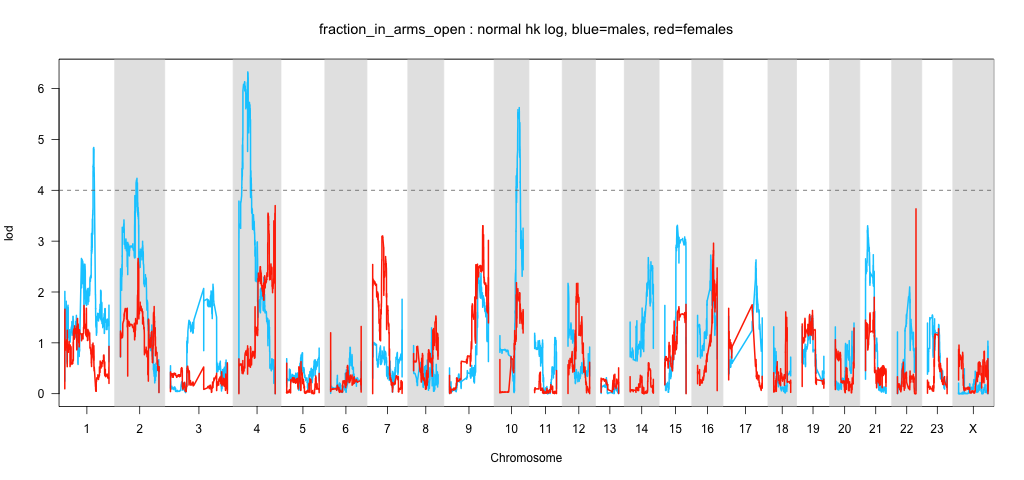 fraction_in_arms_open : normal hk log, blue=males, red=females
6
5
4
3
2
1
0
lod
1 2 3 4 5 6 7 8 9 10 11 12 13 14 15 16 17 18 19 20 21 22 23 X
Chromosome